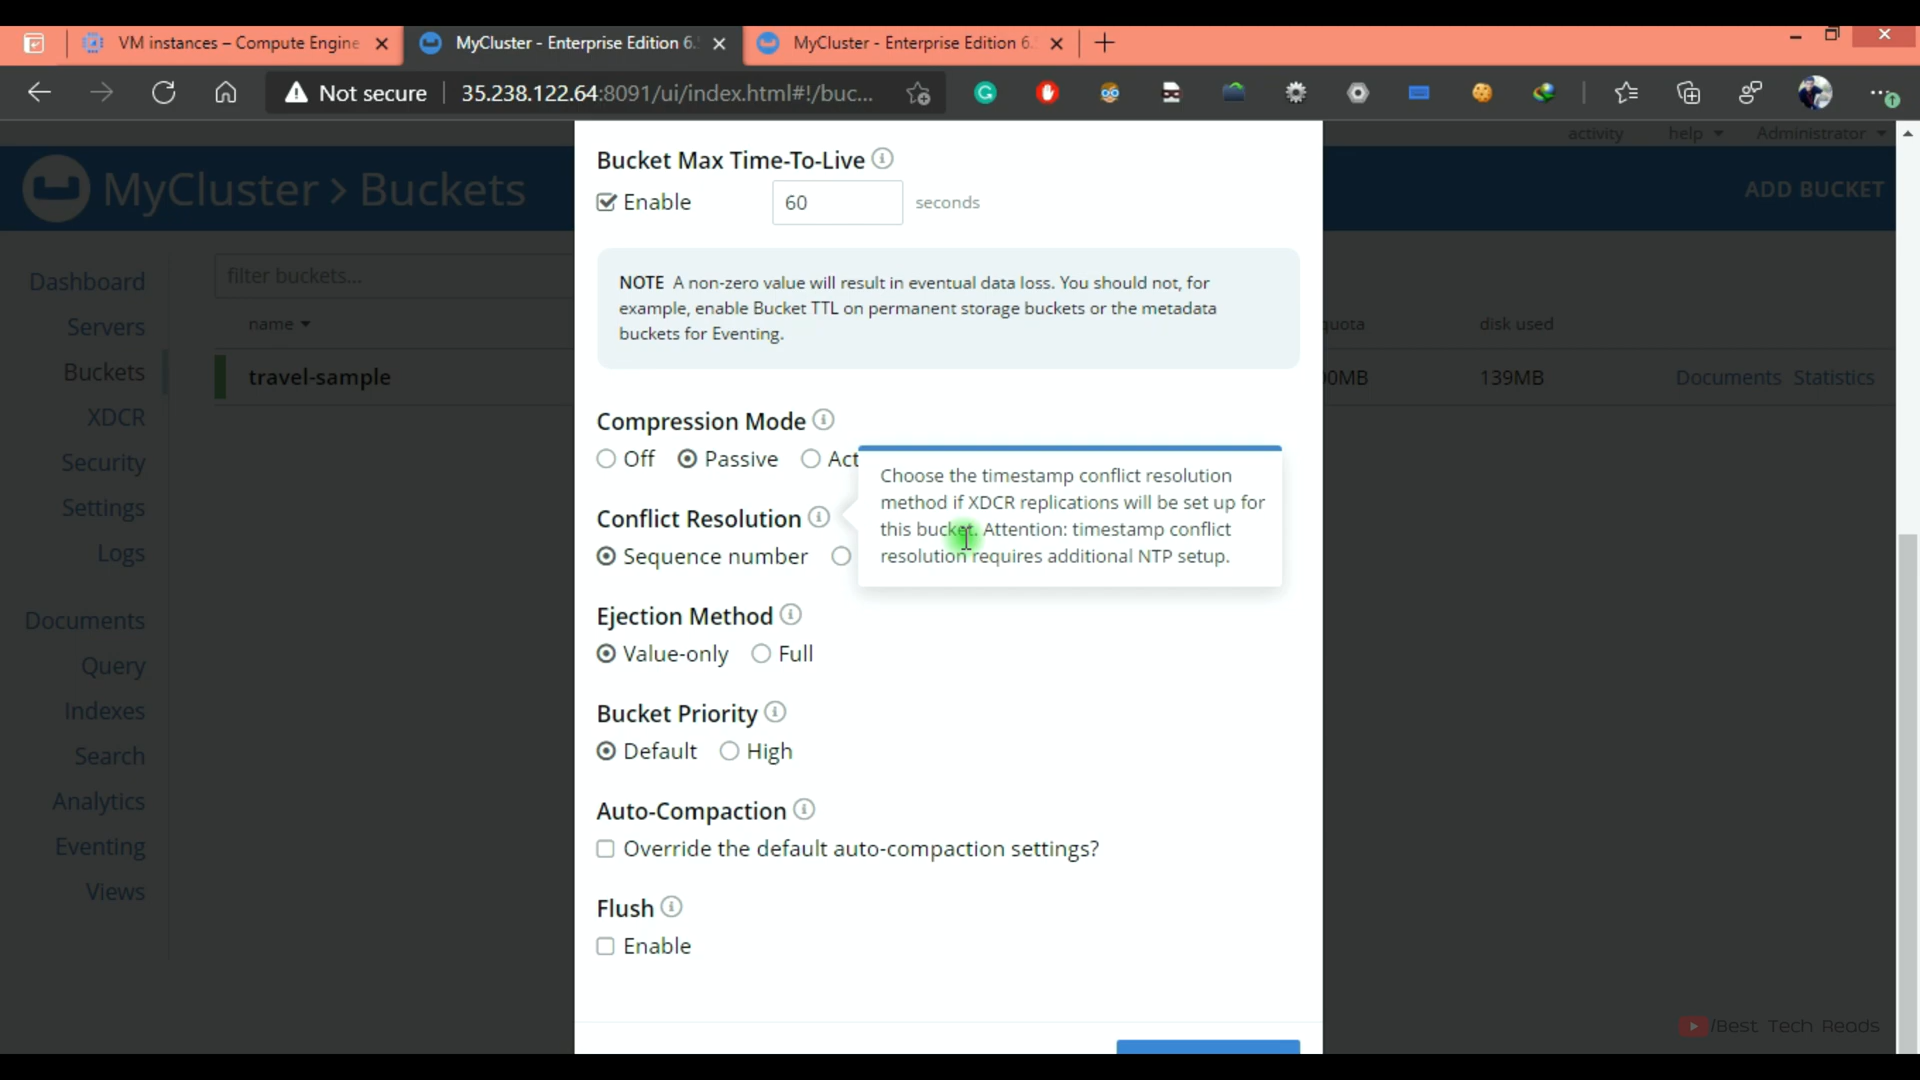 VM instances – Compute Engine
MyCluster - Enterprise Edition 6.
MyCluster - Enterprise Edition 6.
Not secure
35.238.122.64:8091/ui/index.html#!/buc...
activity
help
Administrator
MyCluster > Buckets
ADD BUCKET
Dashboard
Servers
Buckets
XDCR
Security
Settings
Logs
Documents
Query
Indexes
Search
Analytics
Eventing
Views
filter buckets...
name
quota
disk used
travel-sample
00MB
139MB
Documents
Statistics
Bucket Max Time-To-Live
Enable
60
seconds
NOTE A non-zero value will result in eventual data loss. You should not, for
example, enable Bucket TTL on permanent storage buckets or the metadata
buckets for Eventing.
Compression Mode
Off
Passive
Act
Choose the timestamp conflict resolution
method if XDCR replications will be set up for
this bucket. Attention: timestamp conflict
resolution requires additional NTP setup.
Conflict Resolution
Sequence number
Ejection Method
Value-only
Full
Bucket Priority
Default
High
Auto-Compaction
Override the default auto-compaction settings?
Flush
Enable
/Best Tech Reads